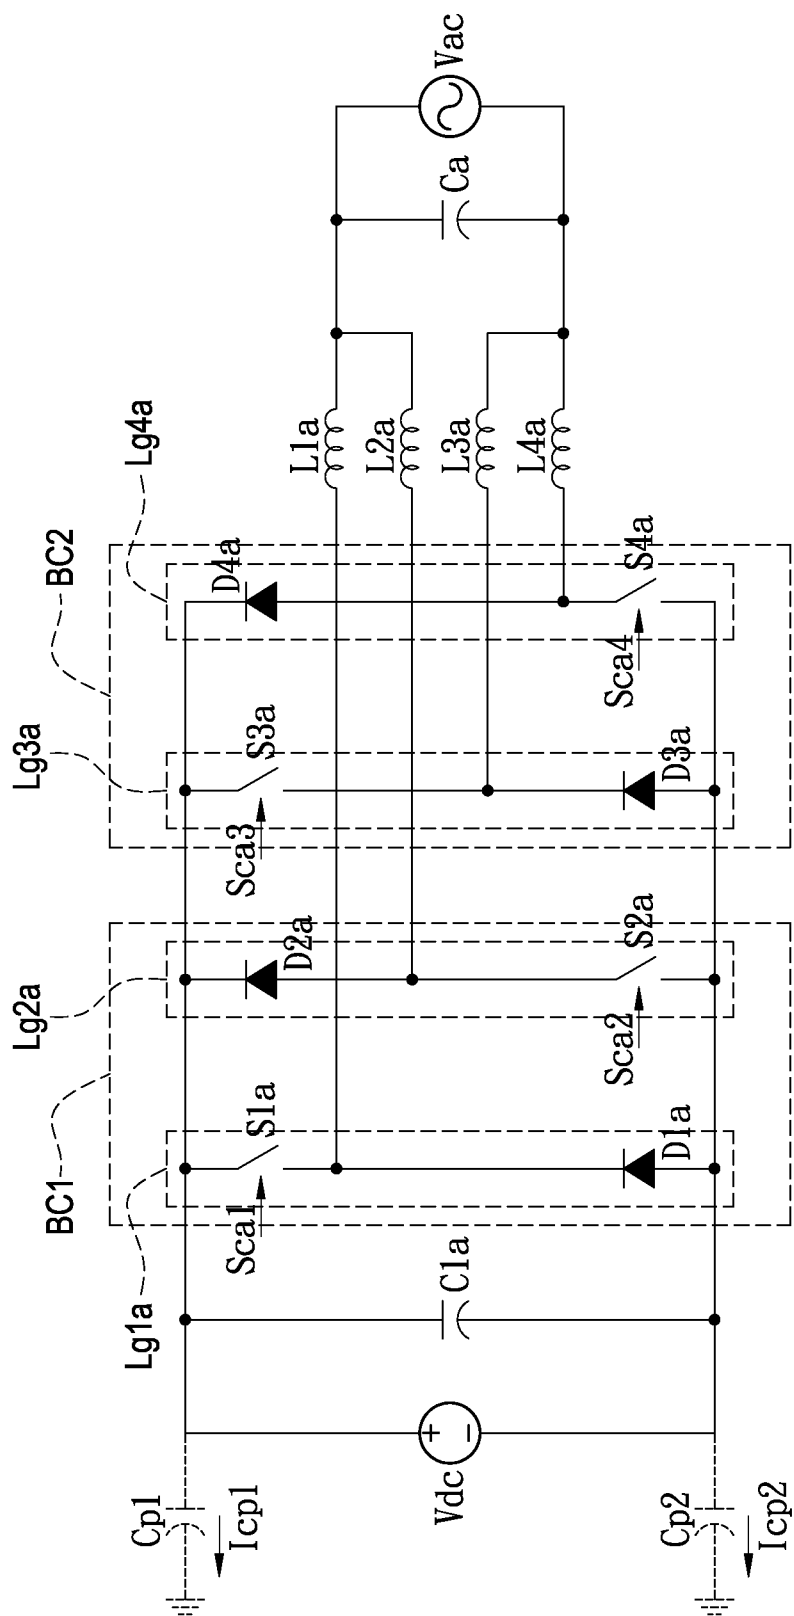 Vac
Ca
Lg4a
L1a
L2a
L3a
L4a
BC2
D4a
S4a
Sca4
Lg3a
S3a
Sca3
D3a
Lg2a
D2a
S2a
Sca2
BC1
S1a
Sca1
D1a
Lg1a
C1a
+
−
Vdc
Cp1
Icp1
Cp2
Icp2